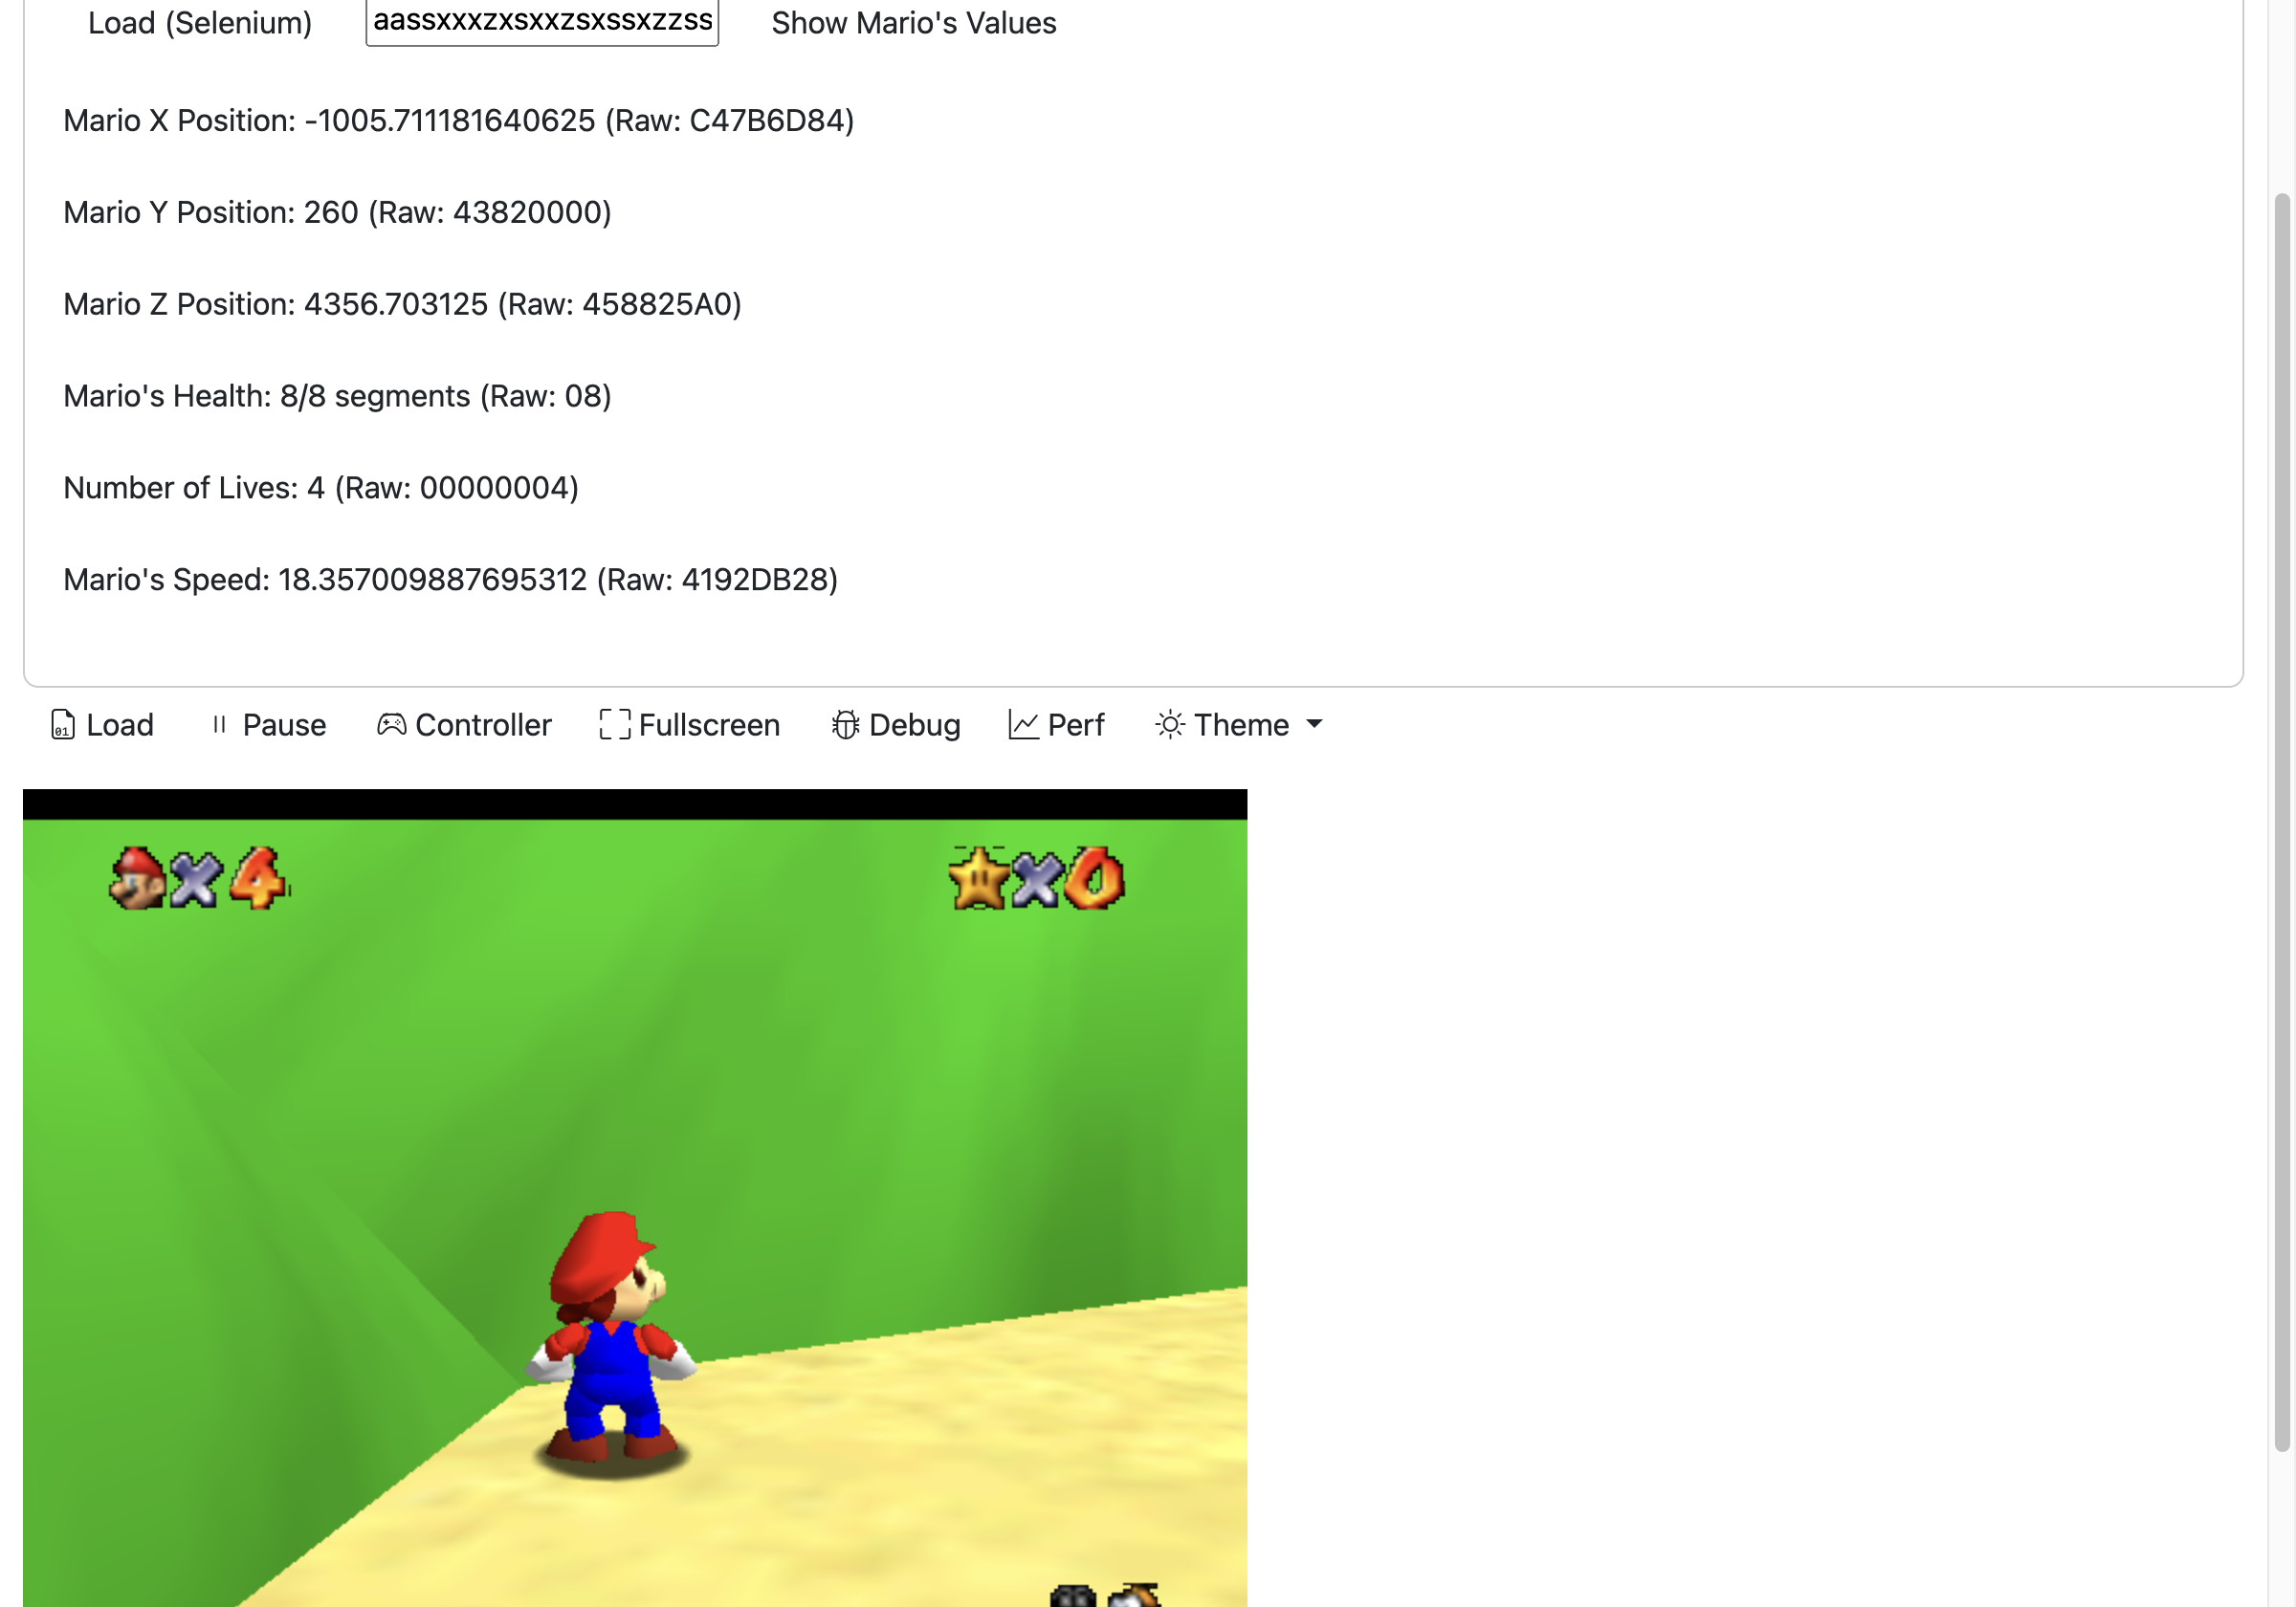 Load (Selenium) aassxxxzxsxxzsxssxzzss Show Mario's Values
Mario X Position: -1005.711181640625 (Raw: C47B6D84)
Mario Y Position: 260 (Raw: 43820000)
Mario Z Position: 4356.703125 (Raw: 458825A0)
Mario's Health: 8/8 segments (Raw: 08)
Number of Lives: 4 (Raw: 00000004)
Mario's Speed: 18.357009887695312 (Raw: 4192DB28)
01 Load Pause Controller Fullscreen Debug Perf Theme
×4 ×0